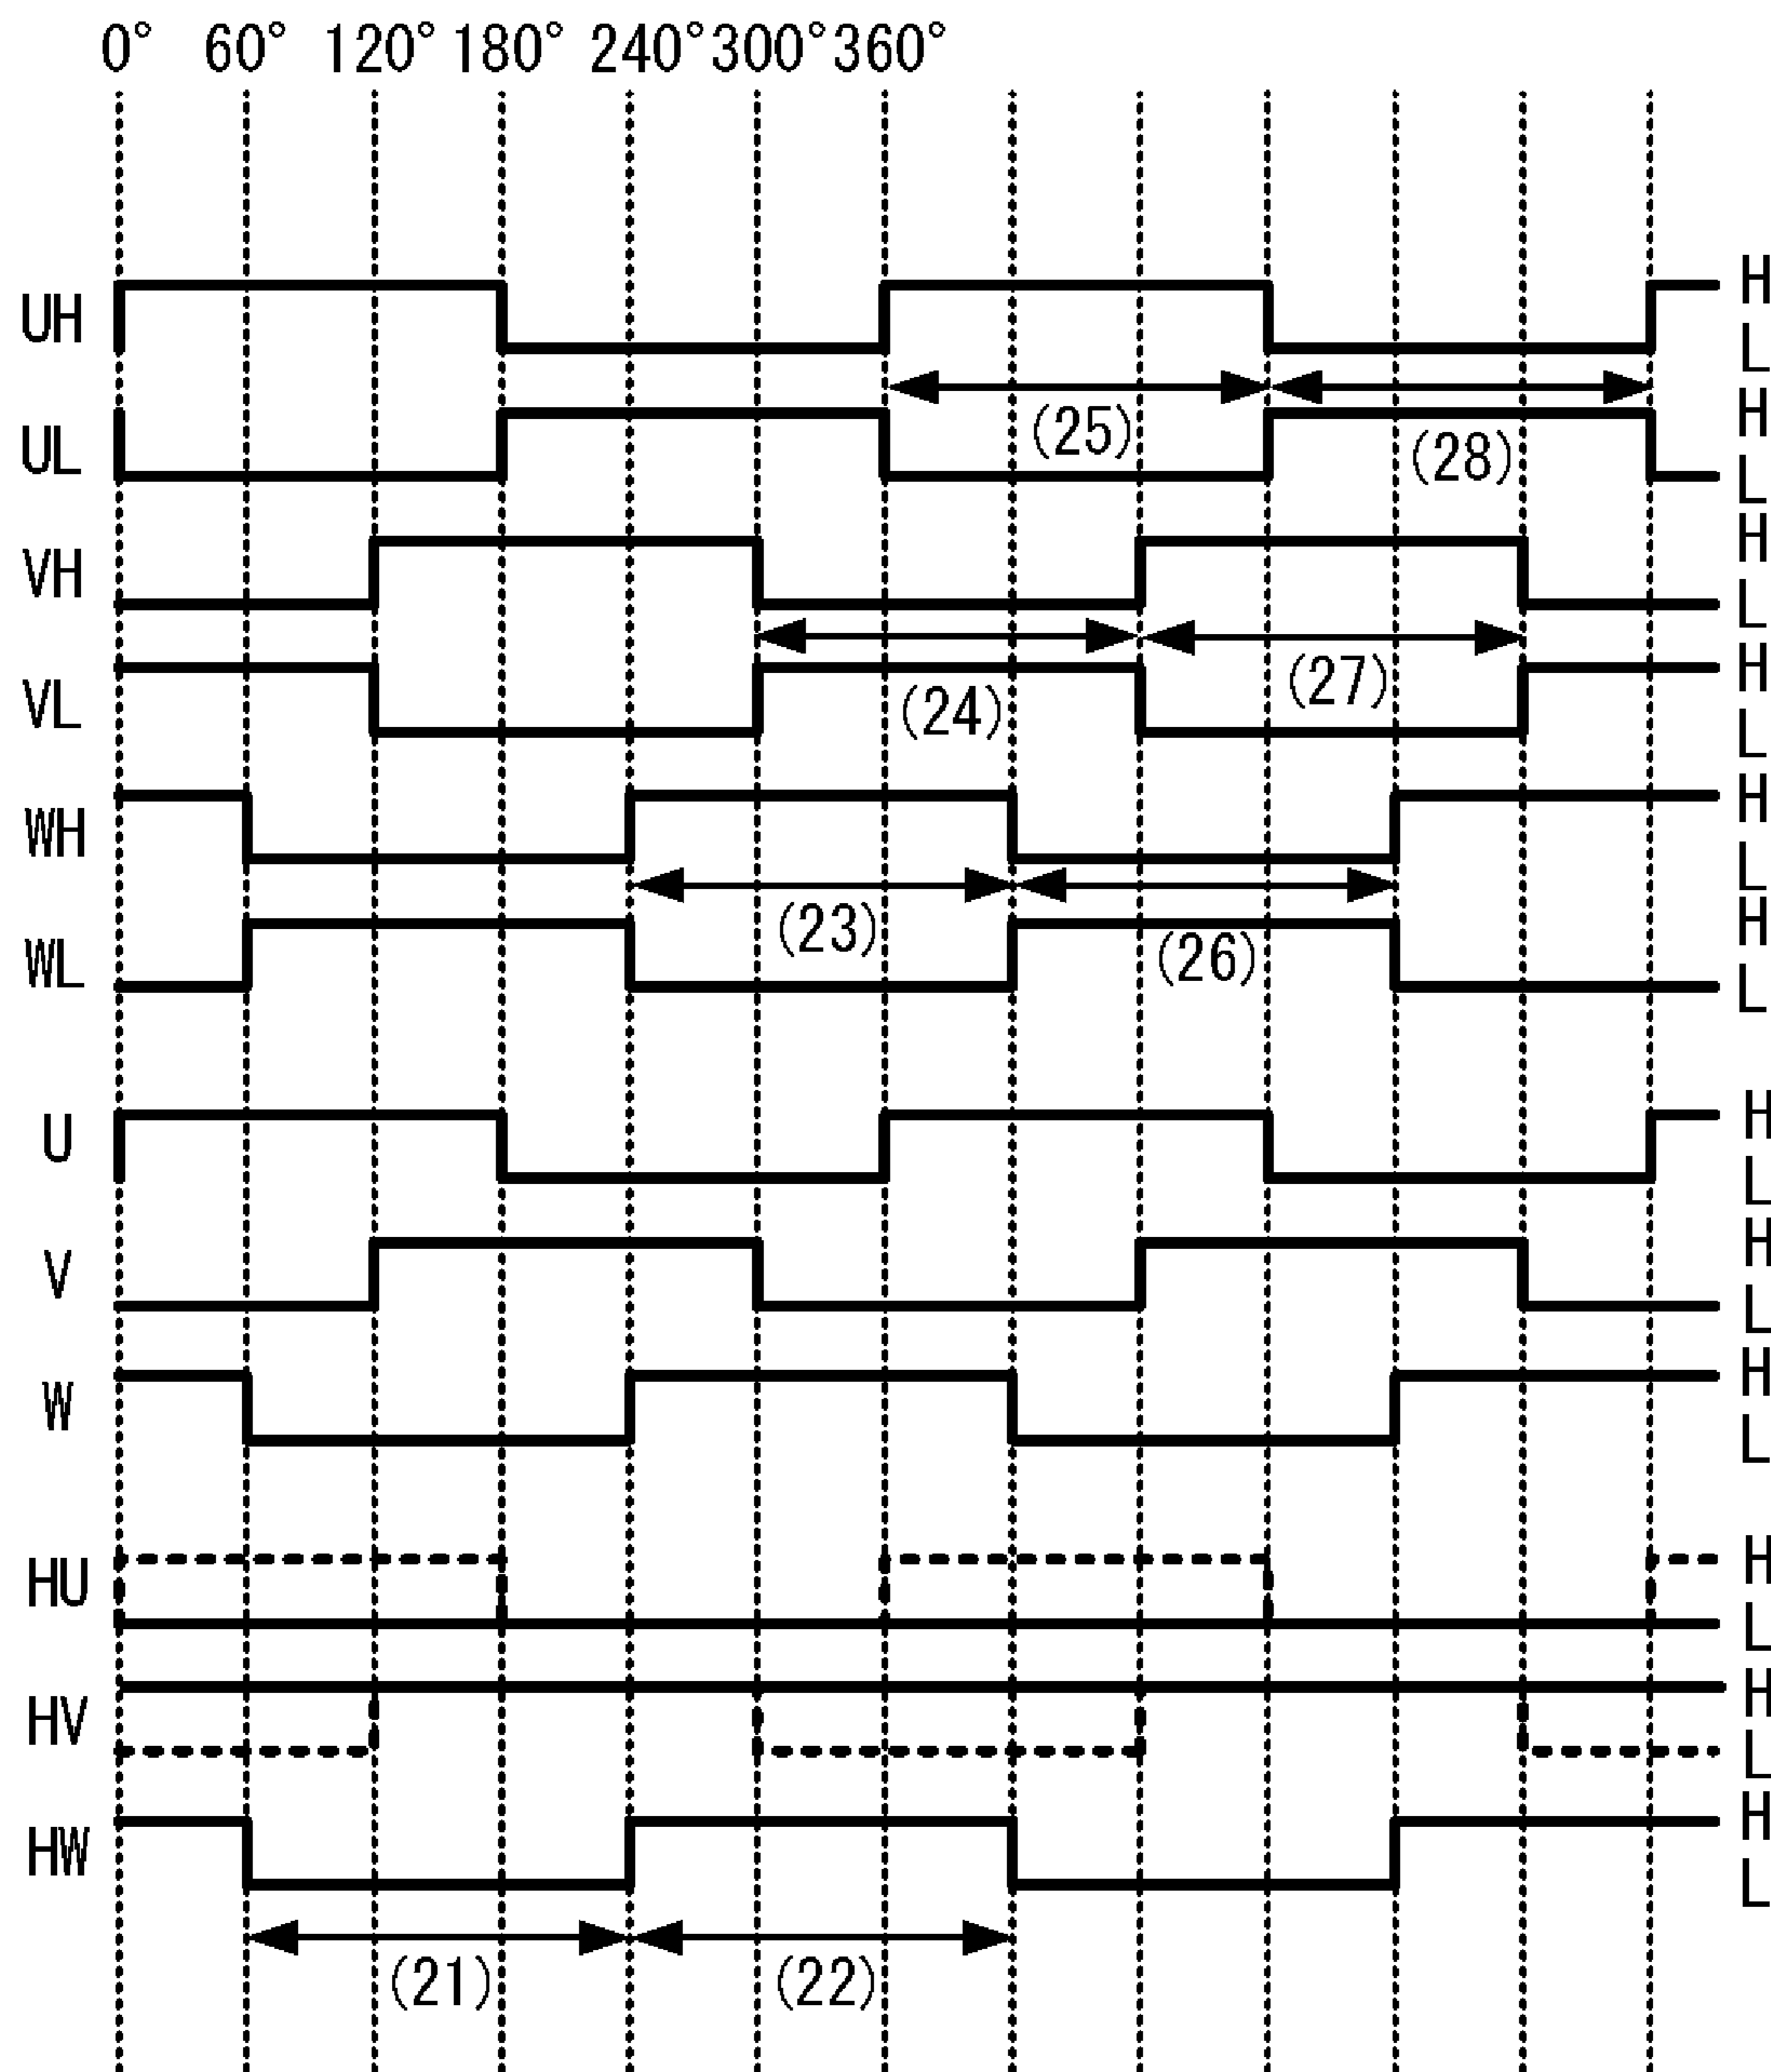 0° 60° 120° 180° 240° 300° 360°
UH H
L
UL H
L
(25) (28)
VH H
L
VL H
L
(24) (27)
WH H
L
WL H
L
(23) (26)
U H
L
V H
L
W H
L
HU H
L
HV H
L
HW H
L
(21) (22)